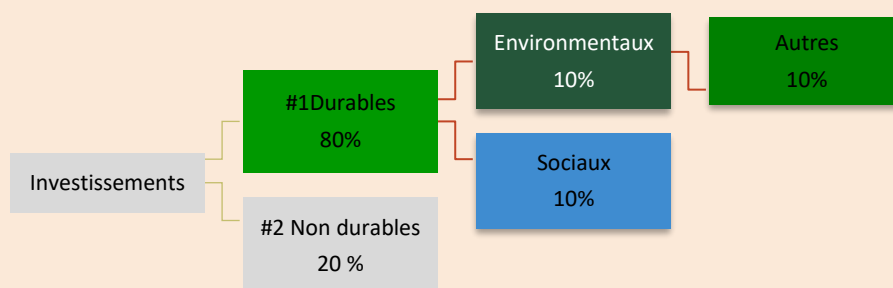 Environmentaux
10%
Autres
10%
#1Durables
80%
Sociaux
10%
Investissements
#2 Non durables
20 %